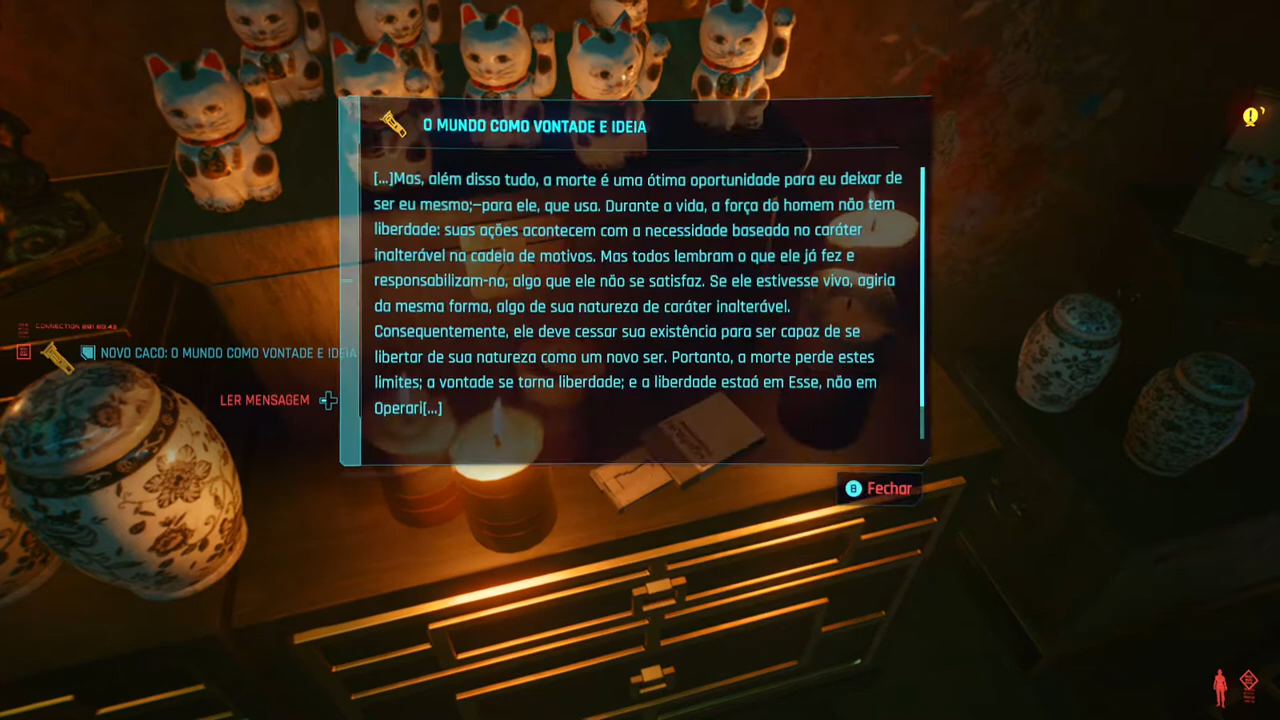 O MUNDO COMO VONTADE E IDEIA
[...]Mas, além disso tudo, a morte é uma ótima oportunidade para eu deixar de
ser eu mesmo;—para ele, que usa. Durante a vida, a força do homem não tem
liberdade: suas ações acontecem com a necessidade baseada no caráter
inalterável na cadeia de motivos. Mas todos lembram o que ele já fez e
responsabilizam-no, algo que ele não se satisfaz. Se ele estivesse vivo, agiria
da mesma forma, algo de sua natureza de caráter inalterável.
Consequentemente, ele deve cessar sua existência para ser capaz de se
libertar de sua natureza como um novo ser. Portanto, a morte perde estes
limites; a vontade se torna liberdade; e a liberdade estaá em Esse, não em
Operari[...]
B Fechar
NOVO CACO: O MUNDO COMO VONTADE E IDEIA
LER MENSAGEM